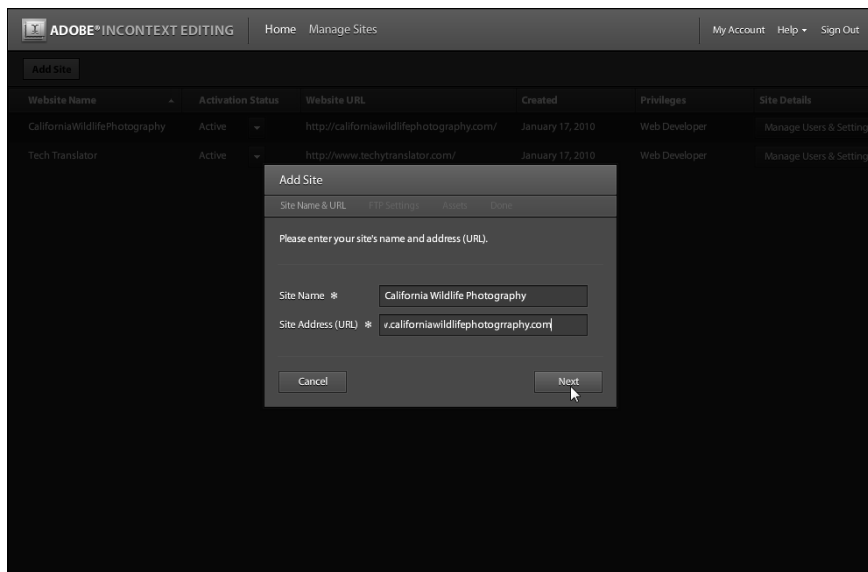 ADOBE® INCONTEXT EDITING Home Manage Sites My Account Help Sign Out
Add Site
Website Name Activation Status Website URL Created Privileges Site Details
CaliforniaWildlifePhotography Active http://californiawildlifephotography.com/ January 17, 2010 Web Developer Manage Users & Setting
Tech Translator Active http://www.techytranslator.com/ January 17, 2010 Web Developer Manage Users & Setting
Add Site
Site Name & URL FTP Settings Assets Done
Please enter your site's name and address (URL).
Site Name * California Wildlife Photography
Site Address (URL) * v.californiawildlifephotogrraphy.com
Cancel Next